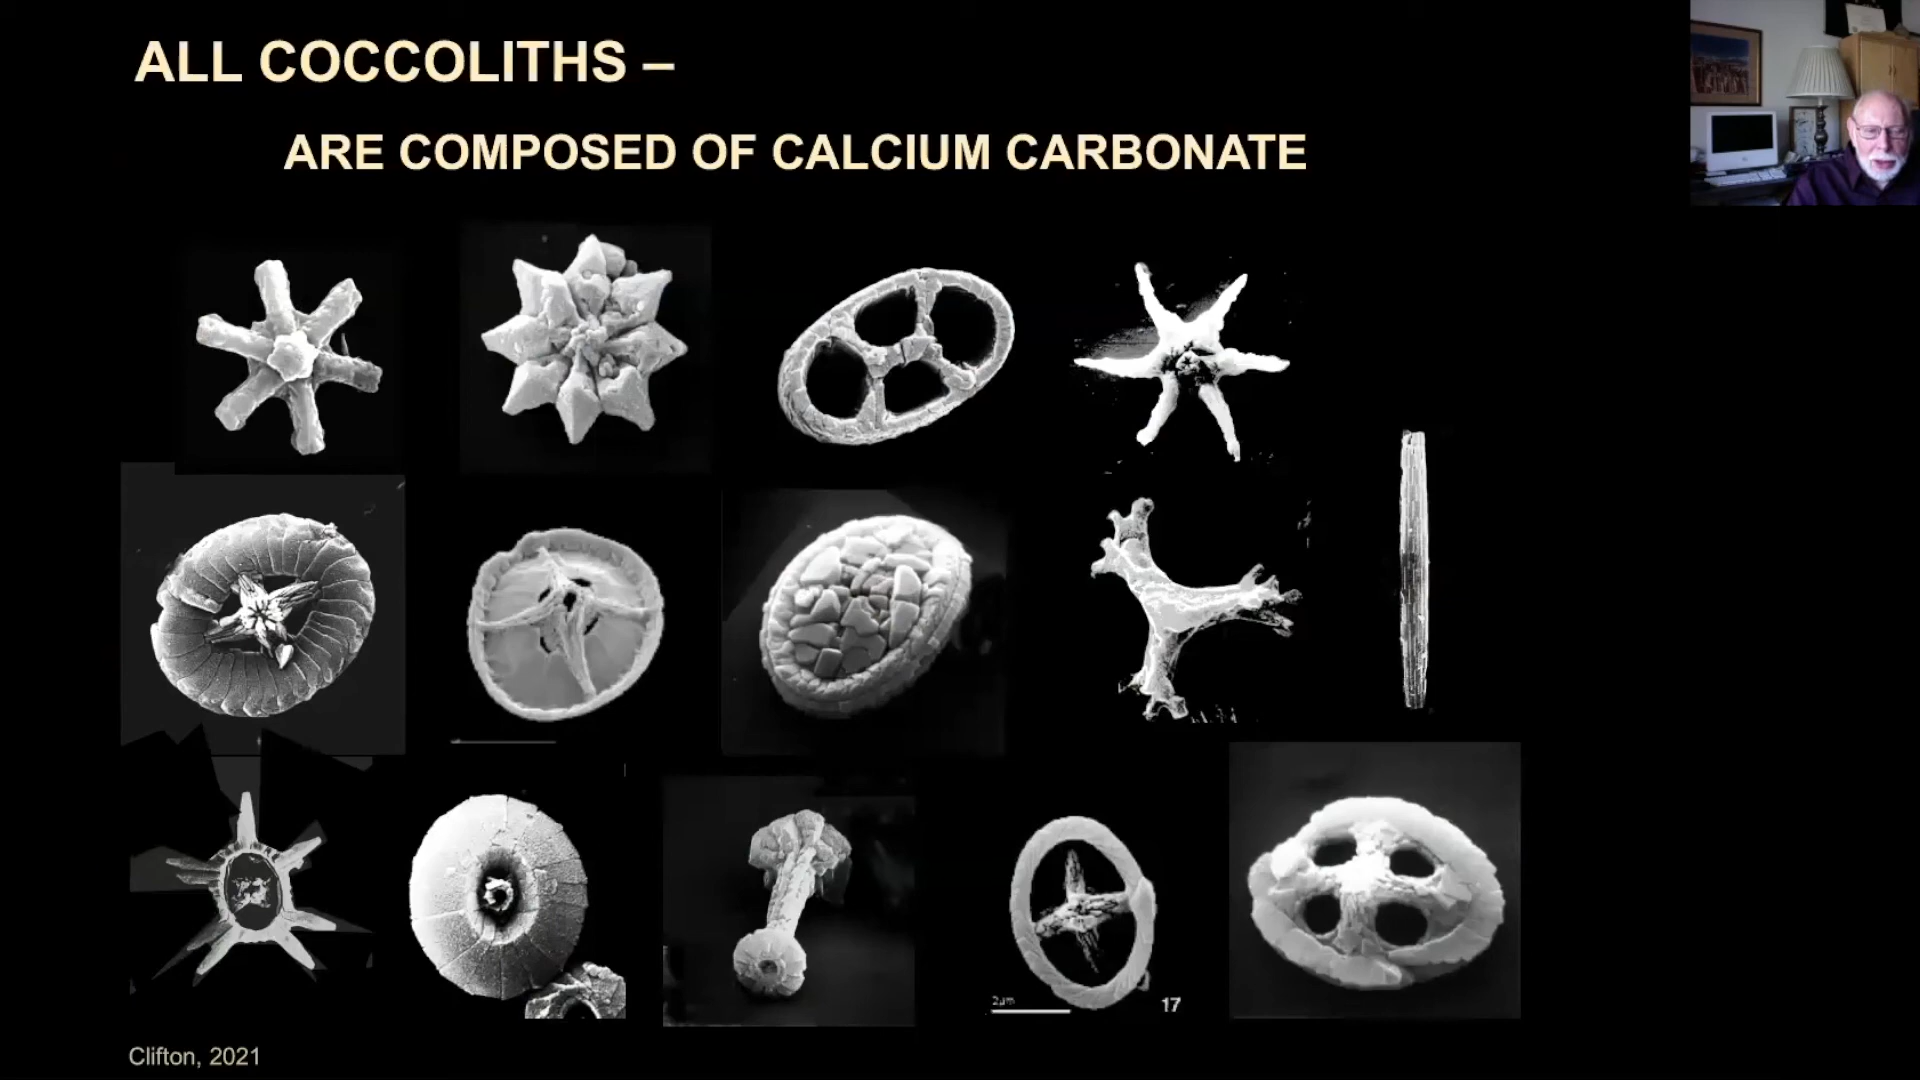 ALL COCCOLITHS –
ARE COMPOSED OF CALCIUM CARBONATE
2µm
17
Clifton, 2021